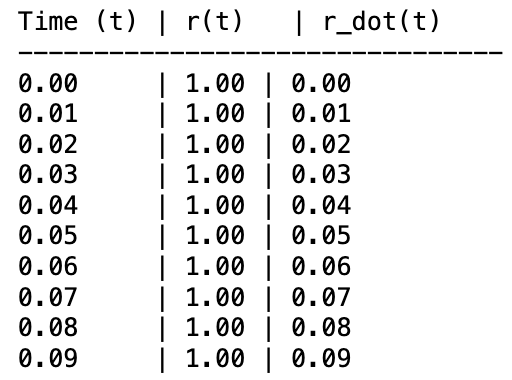 Time (t) | r(t)   | r_dot(t)
--------------------------------
0.00     | 1.00 | 0.00
0.01     | 1.00 | 0.01
0.02     | 1.00 | 0.02
0.03     | 1.00 | 0.03
0.04     | 1.00 | 0.04
0.05     | 1.00 | 0.05
0.06     | 1.00 | 0.06
0.07     | 1.00 | 0.07
0.08     | 1.00 | 0.08
0.09     | 1.00 | 0.09